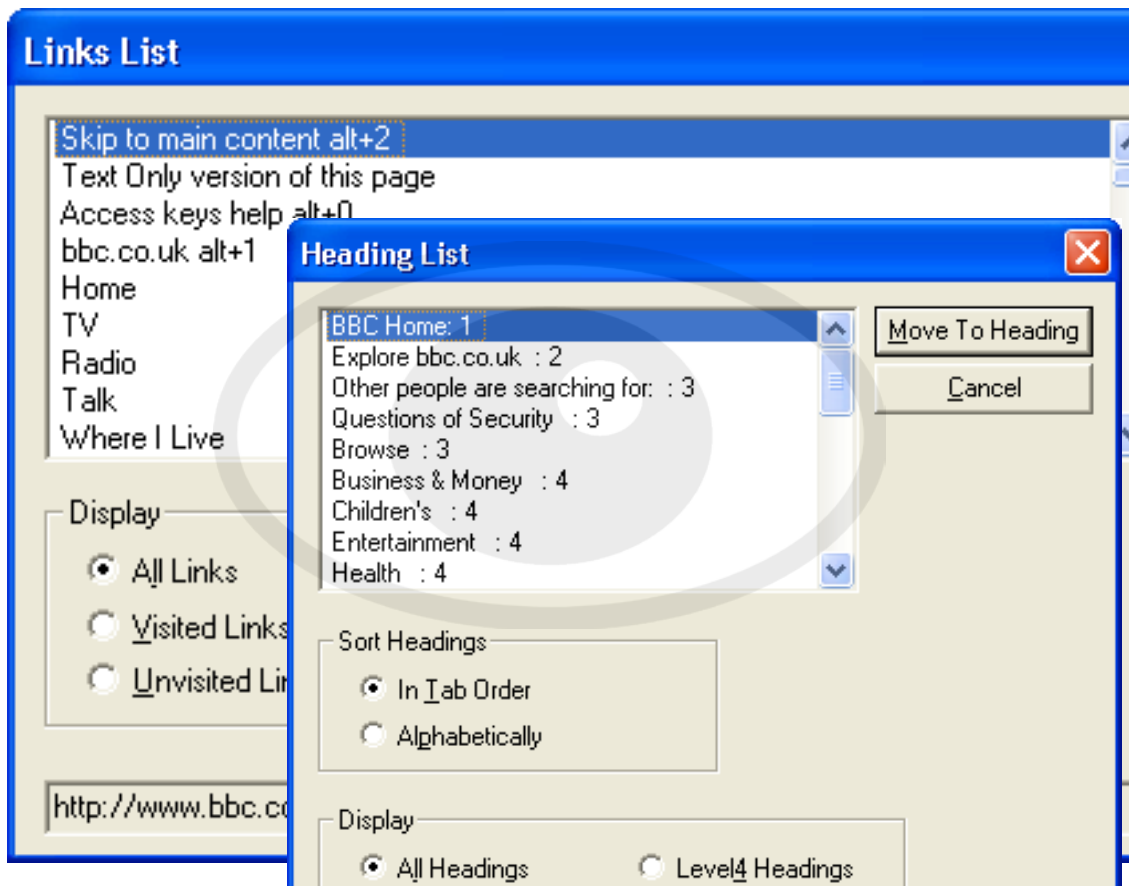 Links List
Skip to main content alt+2
Text Only version of this page
Access keys help alt+0
bbc.co.uk alt+1
Home
TV
Radio
Talk
Where I Live
Display
All Links
Visited Links
Unvisited
http://www.bbc.co
Heading List
BBC Home: 1
Explore bbc.co.uk : 2
Other people are searching for: : 3
Questions of Security : 3
Browse : 3
Business & Money : 4
Children's : 4
Entertainment : 4
Health : 4
Move To Heading
Cancel
Sort Headings
In Tab Order
Alphabetically
Display
All Headings
Level4 Headings